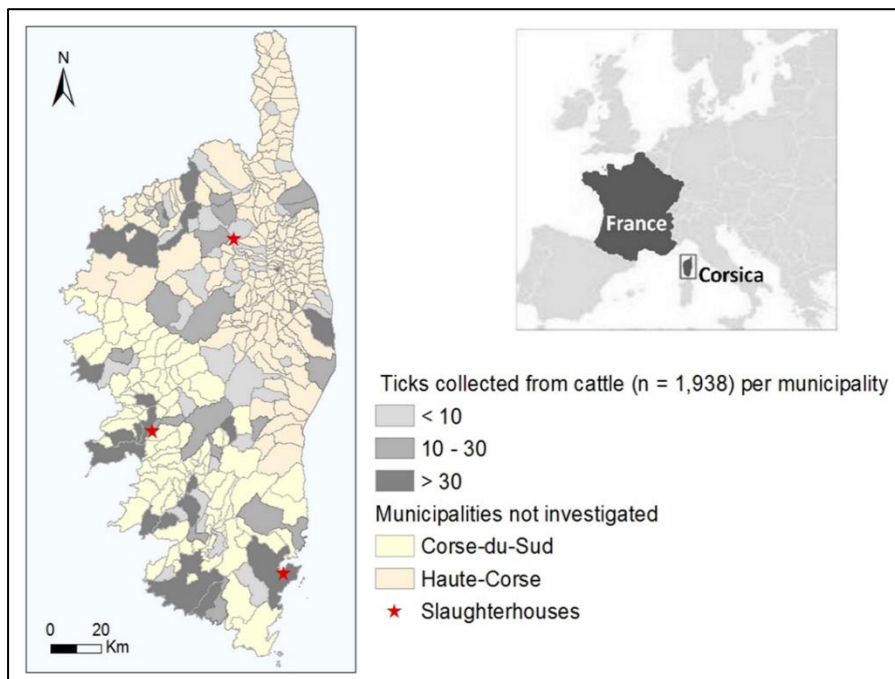 N
0 20
Km
France
Corsica
Ticks collected from cattle (n = 1,938) per municipality
< 10
10 - 30
> 30
Municipalities not investigated
Corse-du-Sud
Haute-Corse
Slaughterhouses